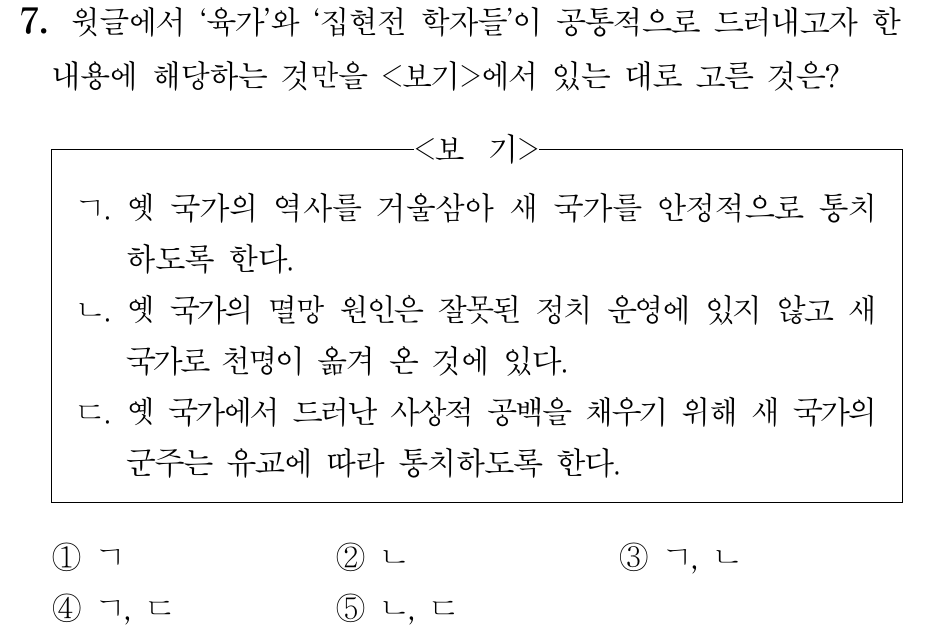 7. 윗글에서 ‘육가’와 ‘집현전 학자들’이 공통적으로 드러내고자 한
내용에 해당하는 것만을 <보기>에서 있는 대로 고른 것은?
<보 기>
ㄱ. 옛 국가의 역사를 거울삼아 새 국가를 안정적으로 통치
하도록 한다.
ㄴ. 옛 국가의 멸망 원인은 잘못된 정치 운영에 있지 않고 새
국가로 천명이 옮겨 온 것에 있다.
ㄷ. 옛 국가에서 드러난 사상적 공백을 채우기 위해 새 국가의
군주는 유교에 따라 통치하도록 한다.
① ㄱ ② ㄴ ③ ㄱ, ㄴ
④ ㄱ, ㄷ ⑤ ㄴ, ㄷ